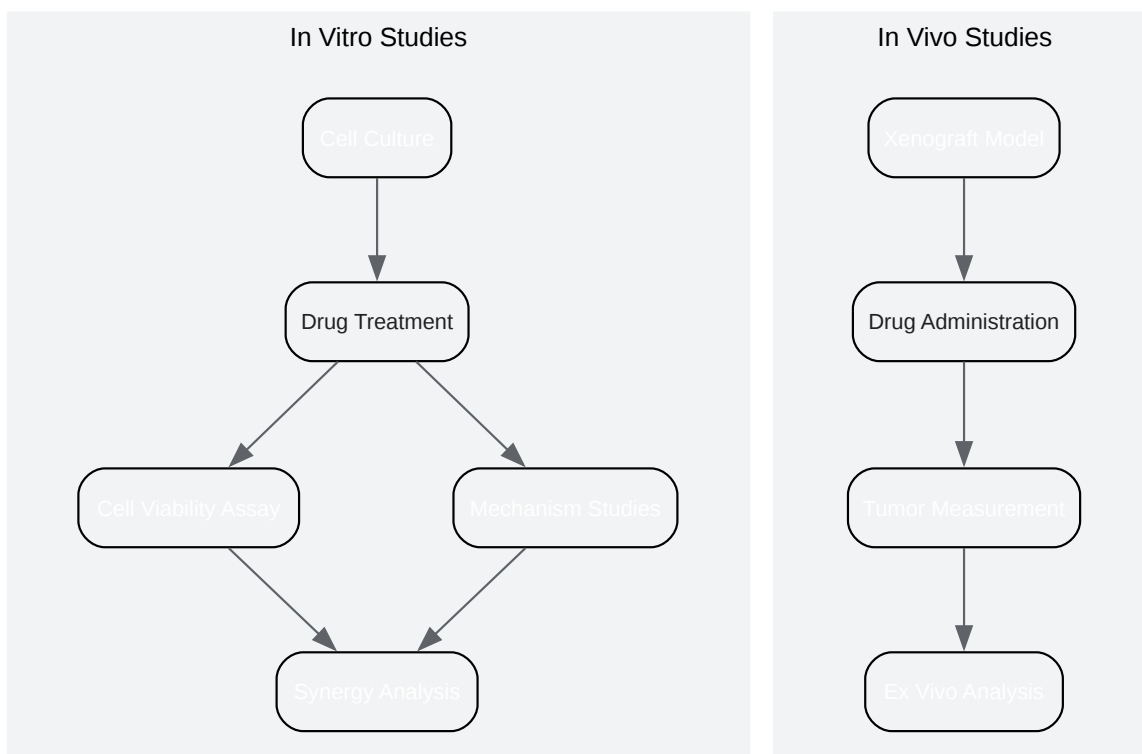 In Vitro Studies
Cell Culture
Drug Treatment
Cell Viability Assay
Mechanism Studies
Synergy Analysis
In Vivo Studies
Xenograft Model
Drug Administration
Tumor Measurement
Ex Vivo Analysis